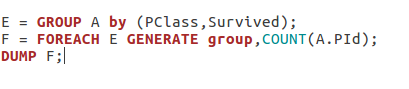 E = GROUP A by (PClass,Survived);
F = FOREACH E GENERATE group,COUNT(A.PId);
DUMP F;